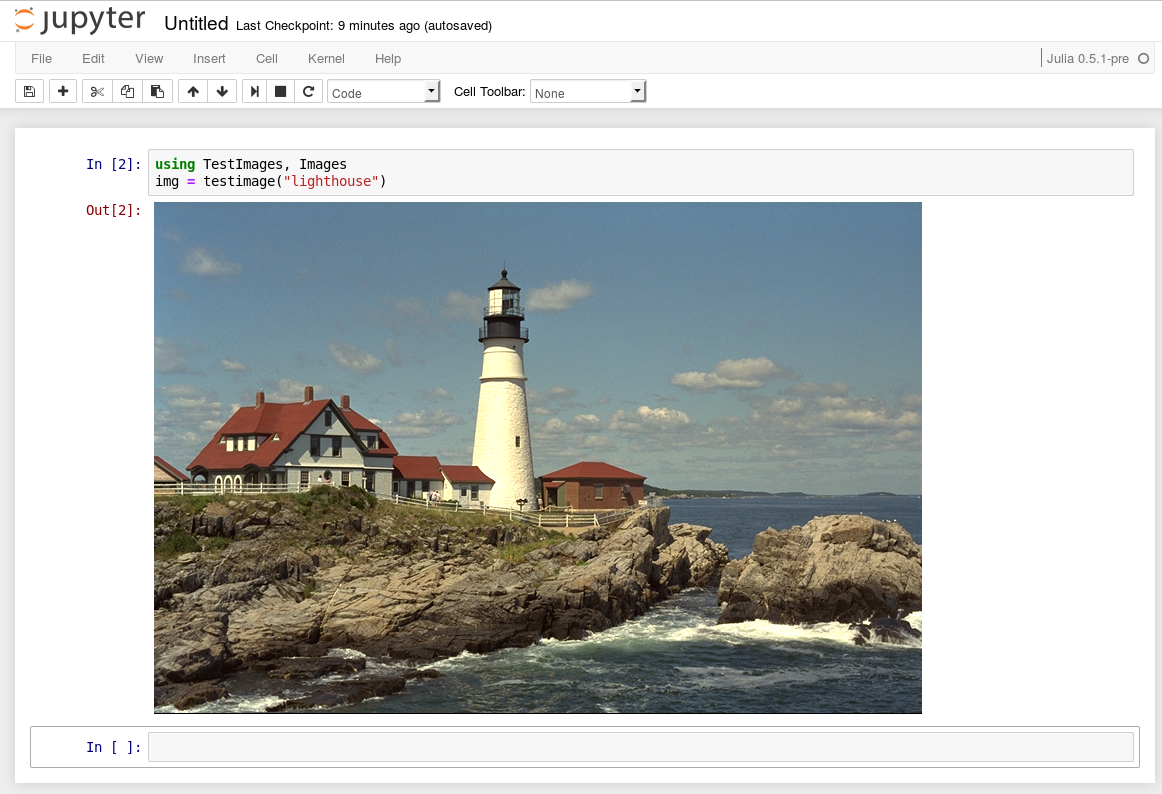 jupyter Untitled Last Checkpoint: 9 minutes ago (autosaved)
File Edit View Insert Cell Kernel Help Julia 0.5.1-pre
Code Cell Toolbar: None
In [2]: using TestImages, Images
img = testimage("lighthouse")
Out[2]:
In [ ]: